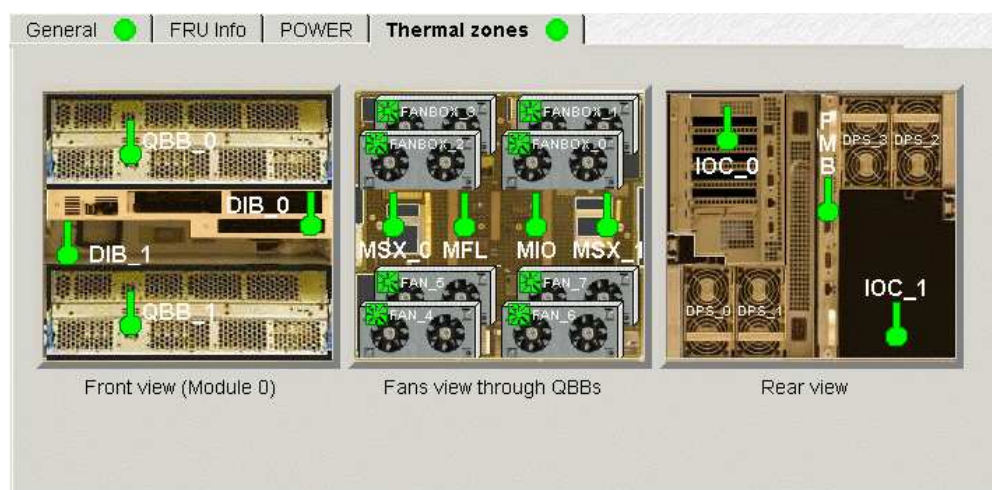 General
FRU Info
POWER
Thermal zones
QBB_0
DIB_0
DIB_1
QBB_1
Front view (Module 0)
FANBOX_3
FANBOX_1
FANBOX_2
FANBOX_0
MSX_0
MFL
MIO
MSX_1
FAN_5
FAN_7
FAN_4
FAN_6
Fans view through QBBs
IOC_0
PMB
DPS_3
DPS_2
IOC_1
DPS_0
DPS_1
Rear view